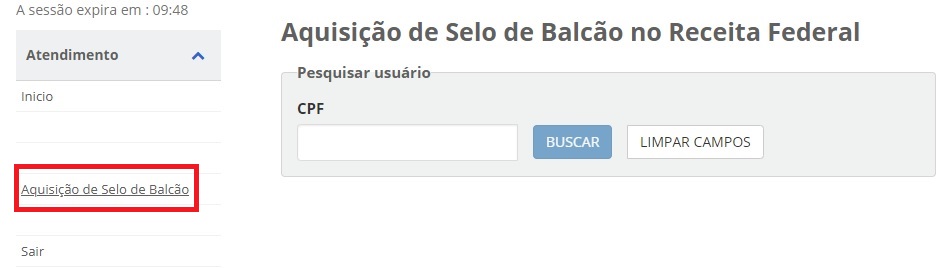 A sessão expira em : 09:48
Atendimento
Inicio
Aquisição de Selo de Balcão
Sair
Aquisição de Selo de Balcão no Receita Federal
Pesquisar usuário
CPF
BUSCAR
LIMPAR CAMPOS